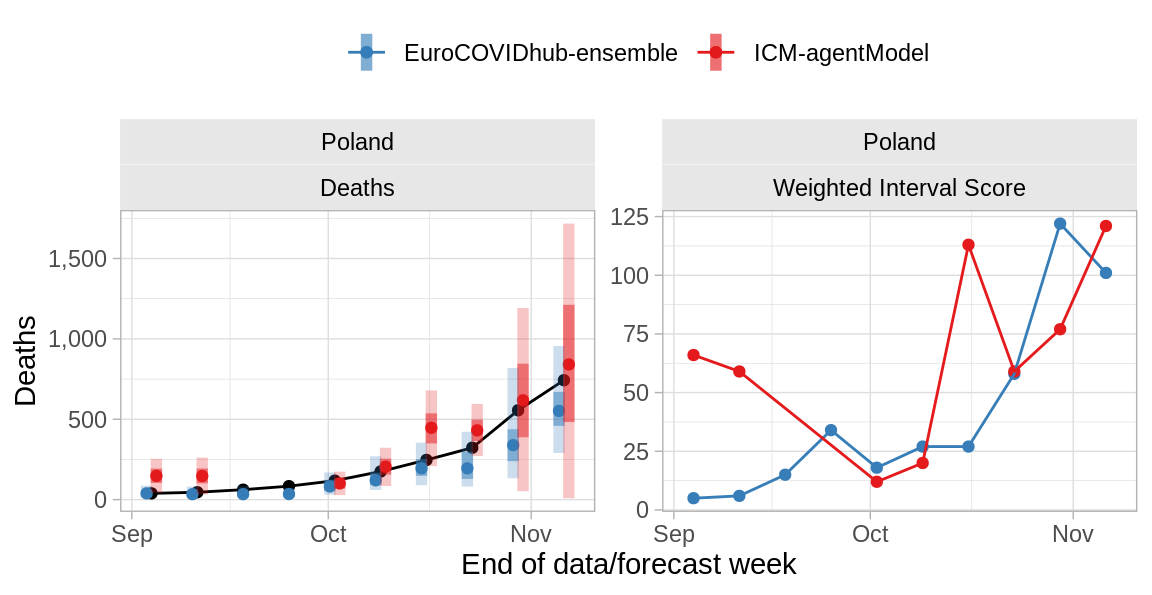 EuroCOVIDhub-ensemble ICM-agentModel
Poland
Deaths
Deaths
1,500
1,000
500
0
Sep Oct Nov
Poland
Weighted Interval Score
125
100
75
50
25
0
Sep Oct Nov
End of data/forecast week